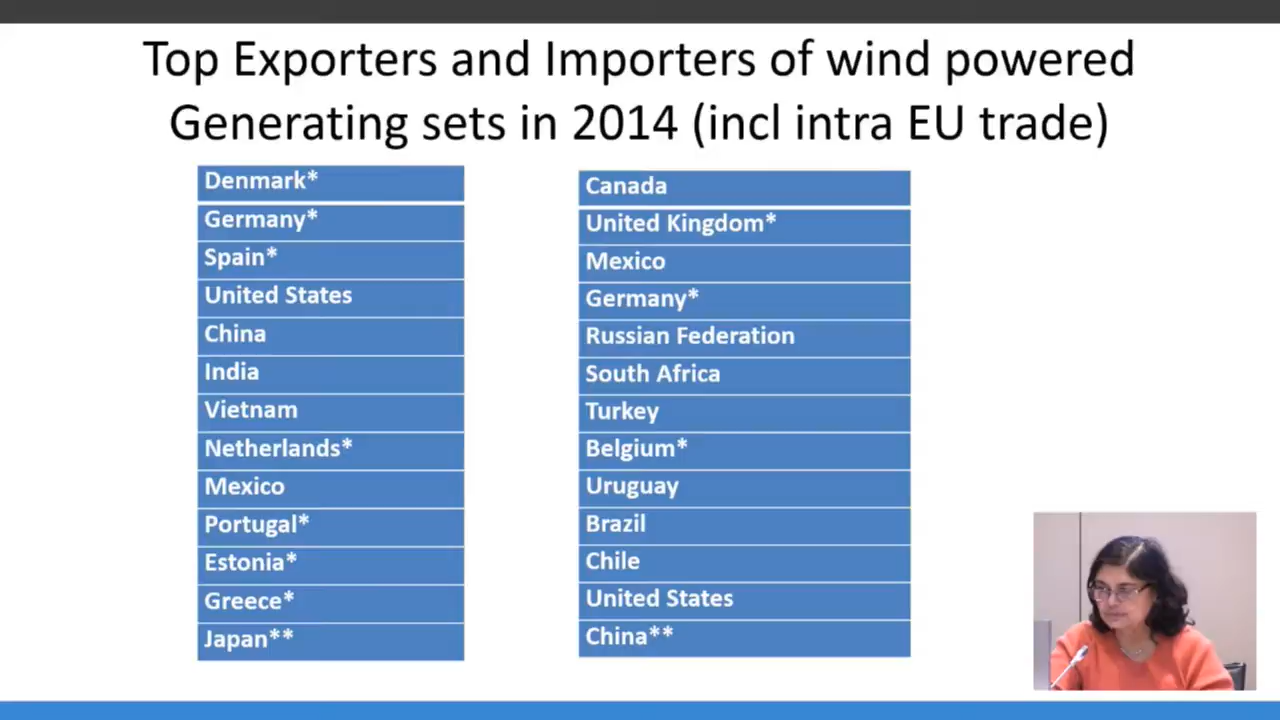 Top Exporters and Importers of wind powered
Generating sets in 2014 (incl intra EU trade)
Denmark*
Germany*
Spain*
United States
China
India
Vietnam
Netherlands*
Mexico
Portugal*
Estonia*
Greece*
Japan**
Canada
United Kingdom*
Mexico
Germany*
Russian Federation
South Africa
Turkey
Belgium*
Uruguay
Brazil
Chile
United States
China**